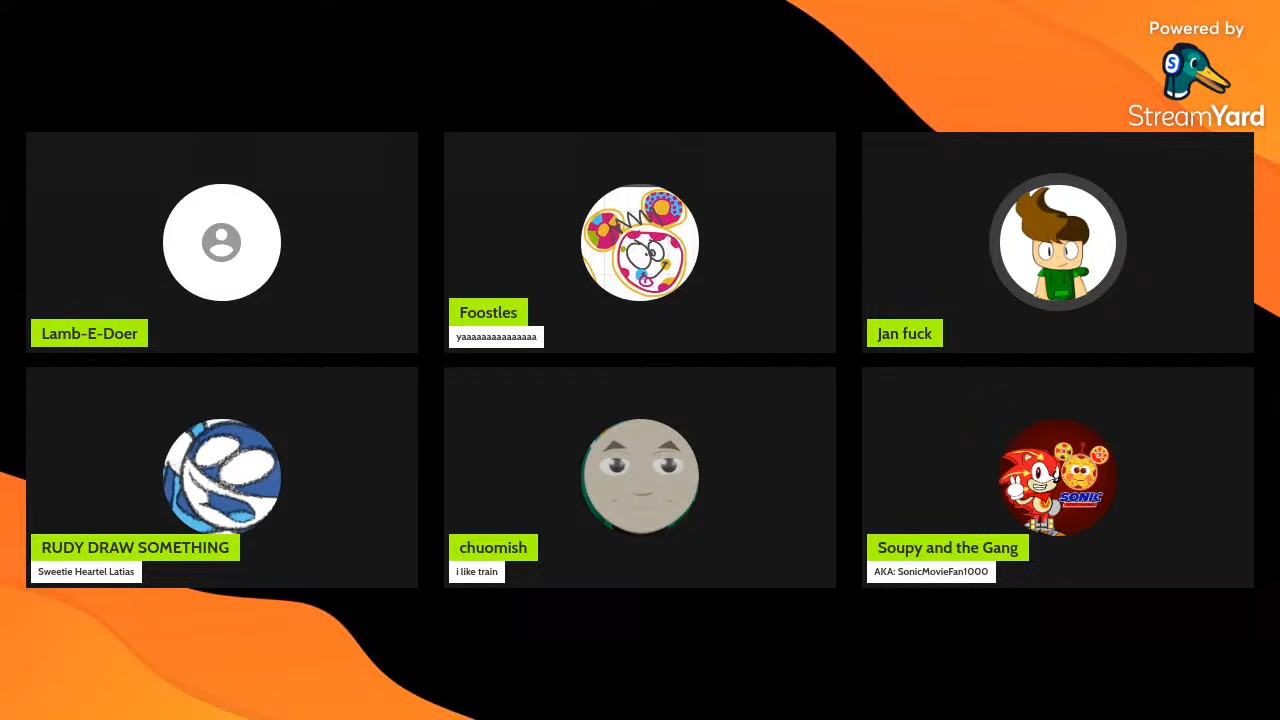 Powered by
S
StreamYard
Lamb-E-Doer
Foostles
yaaaaaaaaaaaaaaa
Jan fuck
RUDY DRAW SOMETHING
Sweetie Heartel Latias
chuomish
i like train
SONIC
Soupy and the Gang
AKA: SonicMovieFan1000